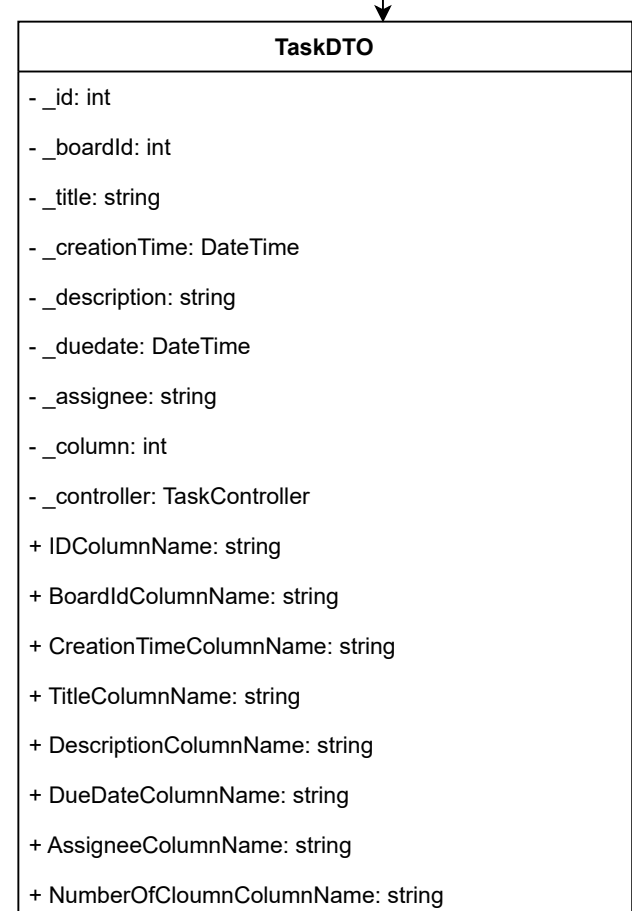 TaskDTO
- _id: int
- _boardId: int
- _title: string
- _creationTime: DateTime
- _description: string
- _duedate: DateTime
- _assignee: string
- _column: int
- _controller: TaskController
+ IDColumnName: string
+ BoardIdColumnName: string
+ CreationTimeColumnName: string
+ TitleColumnName: string
+ DescriptionColumnName: string
+ DueDateColumnName: string
+ AssigneeColumnName: string
+ NumberOfCloumnColumnName: string